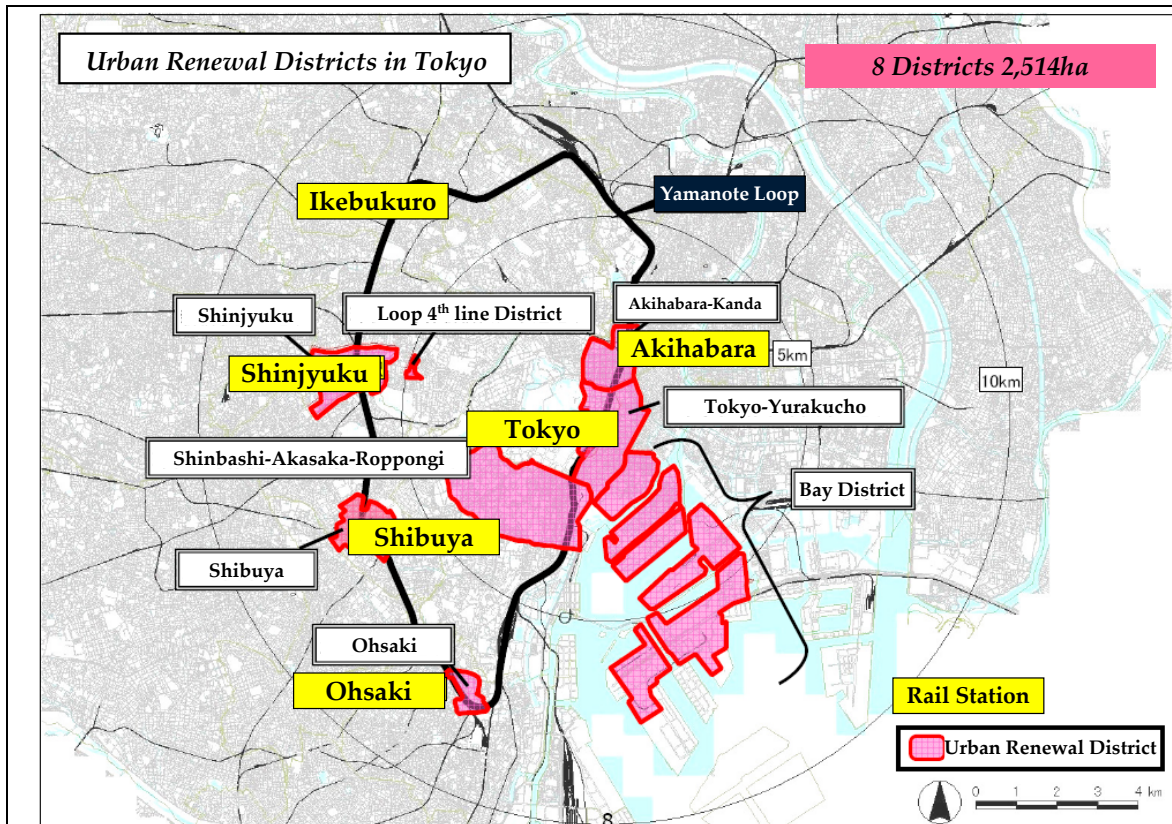 Urban Renewal Districts in Tokyo
8 Districts 2,514ha
Ikebukuro
Yamanote Loop
Shinjyuku
Loop 4th line District
Akihabara-Kanda
Shinjyuku
Akihabara
5km
10km
Tokyo-Yurakucho
Tokyo
Shinbashi-Akasaka-Roppongi
Bay District
Shibuya
Shibuya
Ohsaki
Ohsaki
Rail Station
Urban Renewal District
0 1 2 3 4 km
8